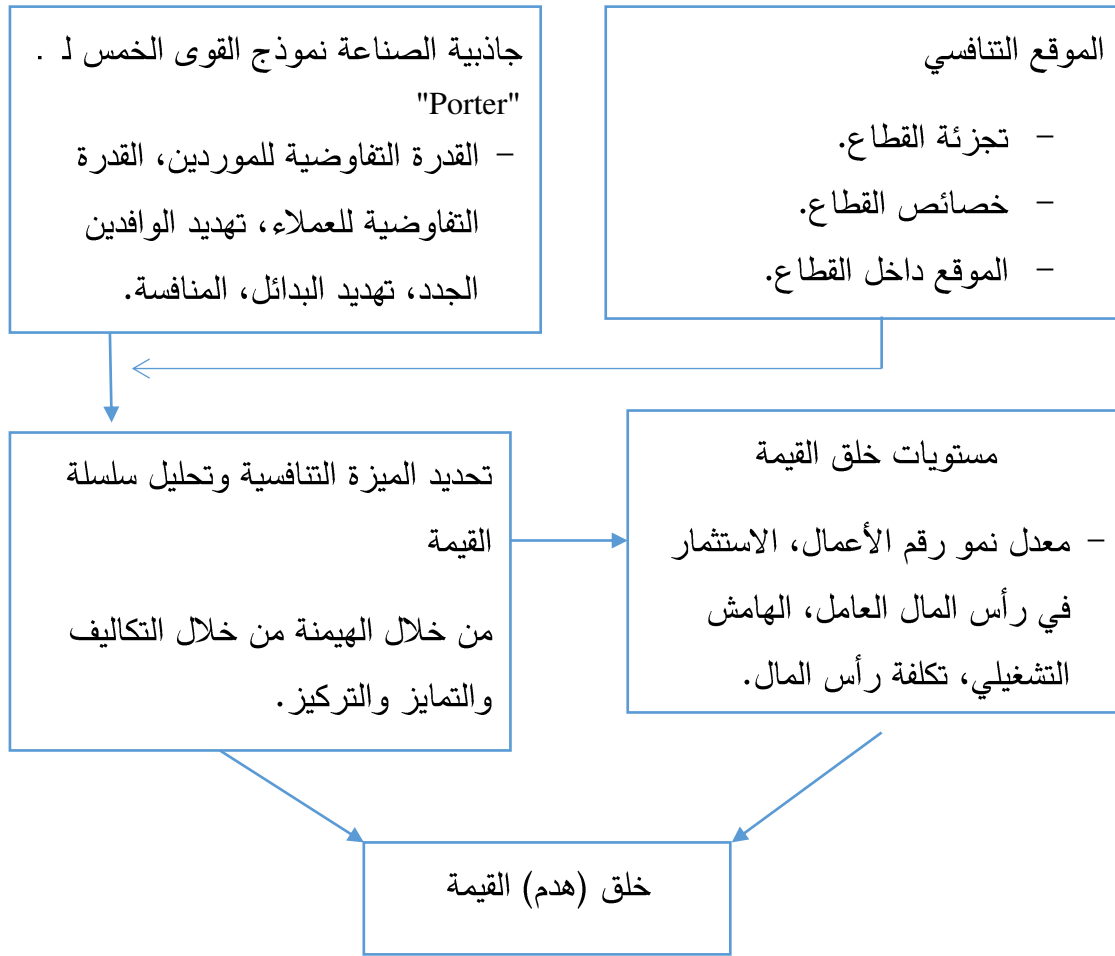 الموقع التنافسي
– تجزئة القطاع.
– خصائص القطاع.
– الموقع داخل القطاع.
جاذبية الصناعة نموذج القوى الخمس لـ .
"Porter"
– القدرة التفاوضية للموردين، القدرة
التفاوضية للعملاء، تهديد الوافدين
الجدد، تهديد البدائل، المنافسة.
مستويات خلق القيمة
– معدل نمو رقم الأعمال، الاستثمار
في رأس المال العامل، الهامش
التشغيلي، تكلفة رأس المال.
تحديد الميزة التنافسية وتحليل سلسلة
القيمة
من خلال الهيمنة من خلال التكاليف
والتمايز والتركيز.
خلق (هدم) القيمة